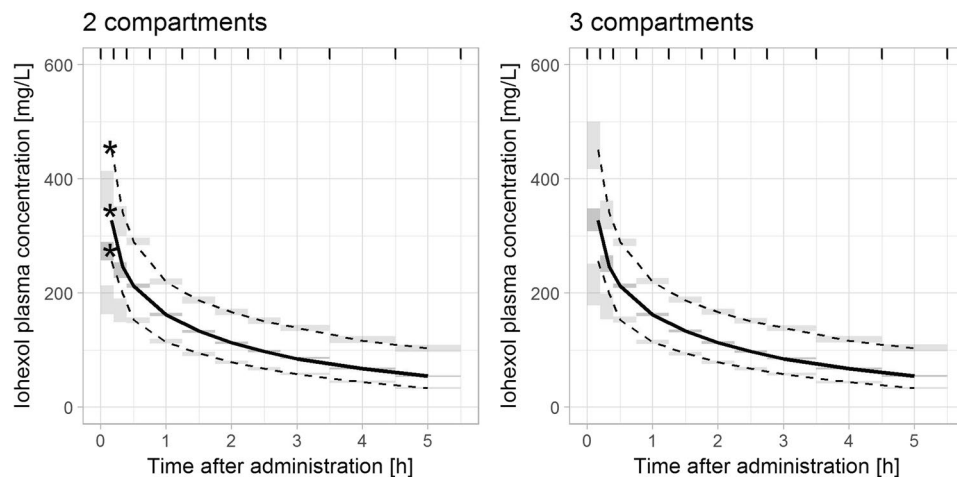 2 compartments
3 compartments
Iohexol plasma concentration [mg/L]
600
400
200
0
*
*
*
0 1 2 3 4 5
Time after administration [h]
Iohexol plasma concentration [mg/L]
600
400
200
0
0 1 2 3 4 5
Time after administration [h]